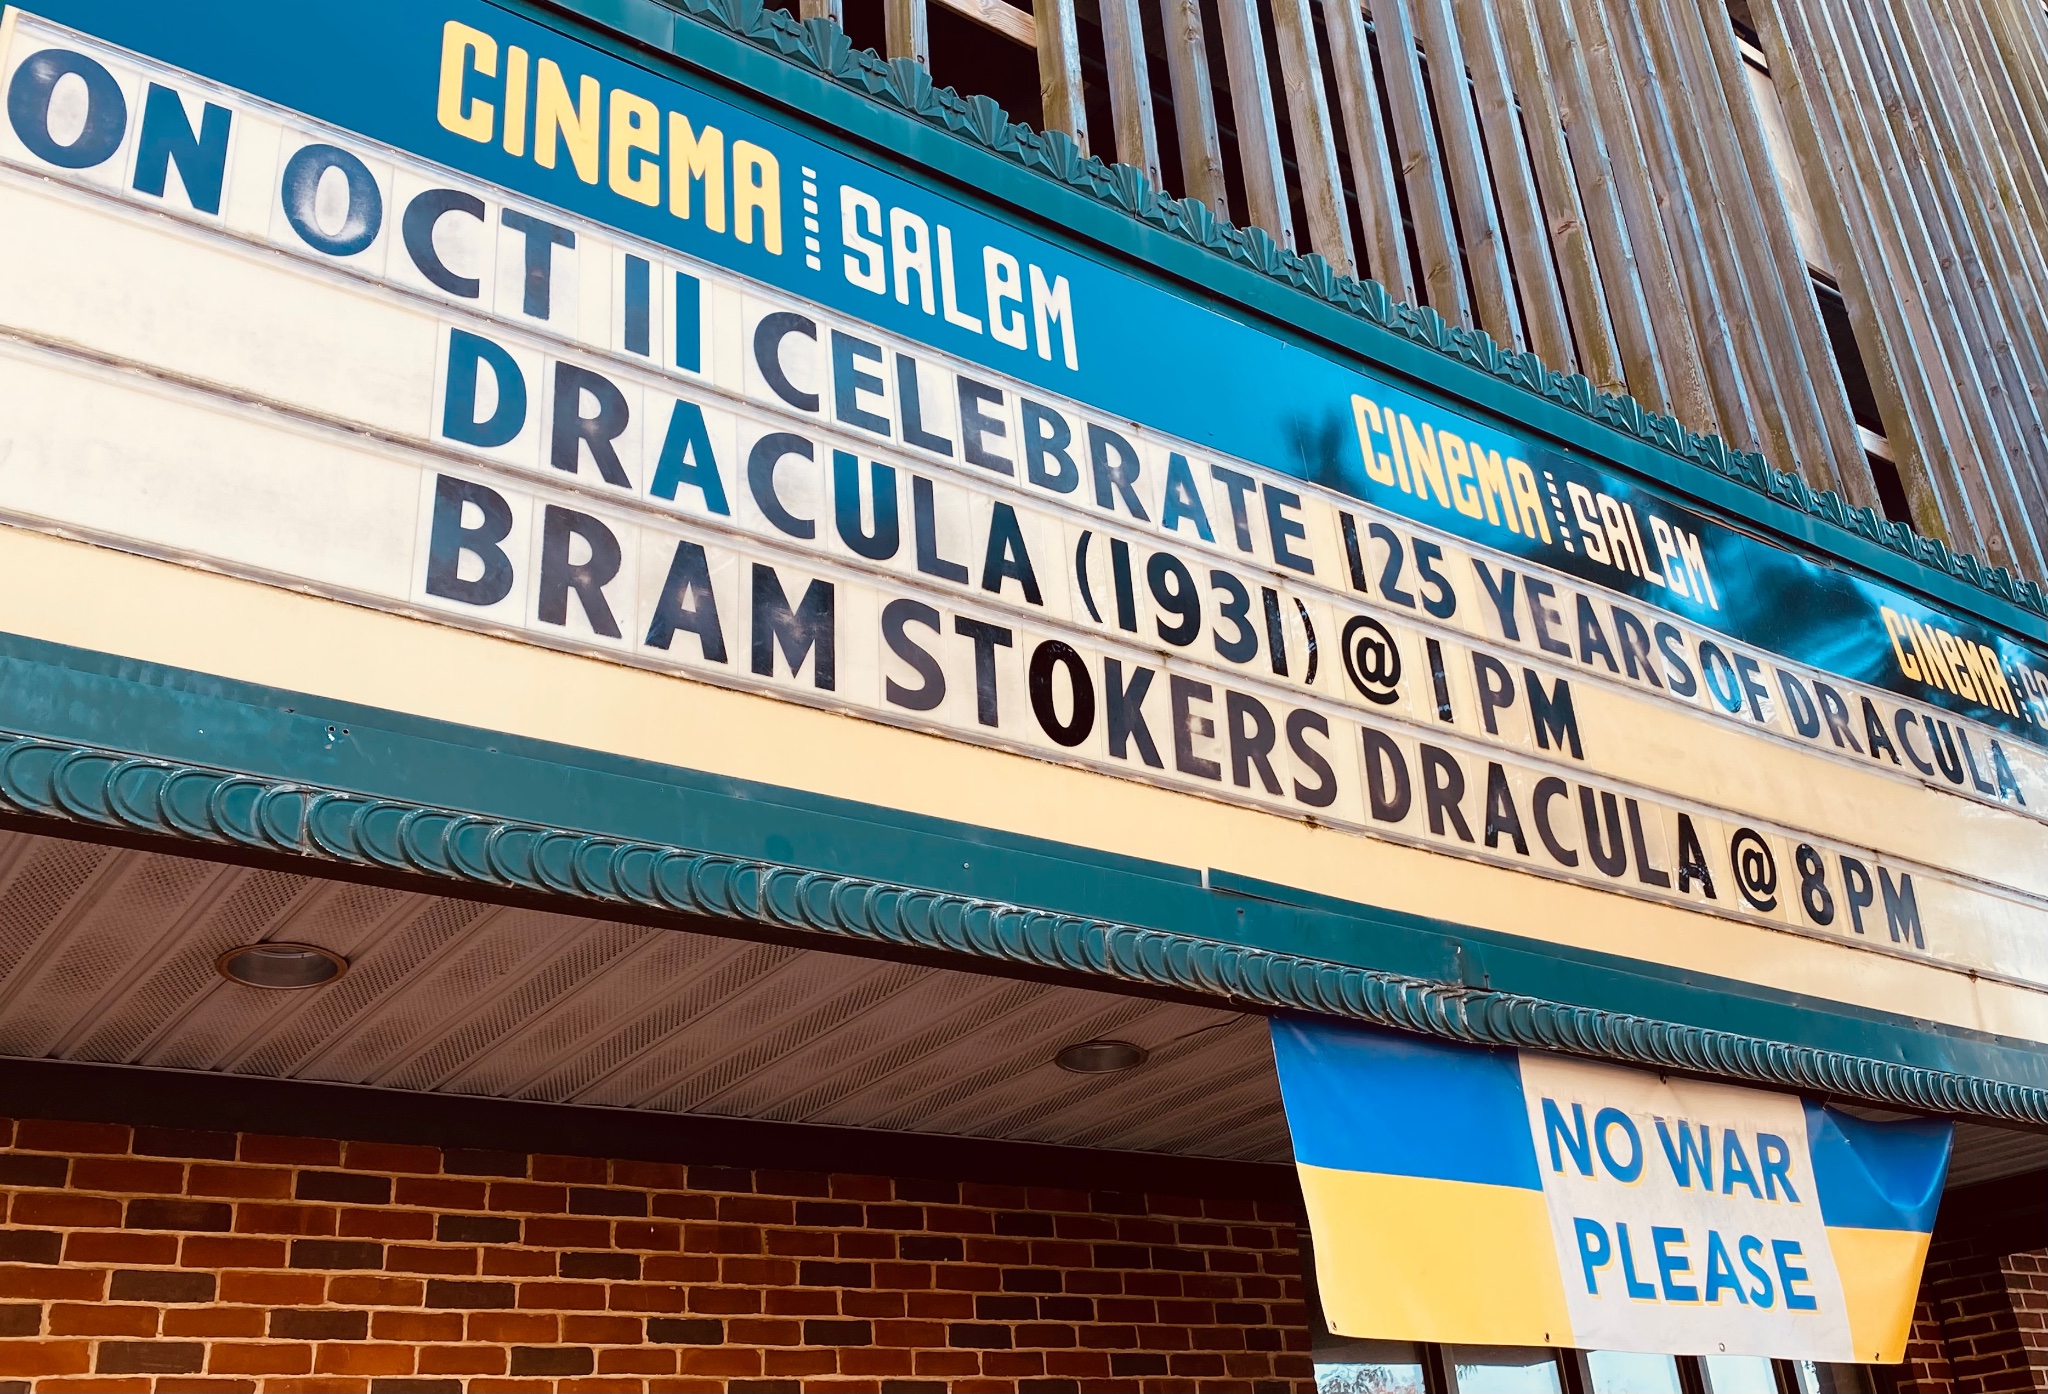 CINEMA SALEM
CINEMA SALEM
CINEMA
ON OCT 11 CELEBRATE 125 YEARS OF DRACULA
DRACULA (1931) @ 1 PM
BRAM STOKERS DRACULA @ 8 PM
NO WAR
PLEASE